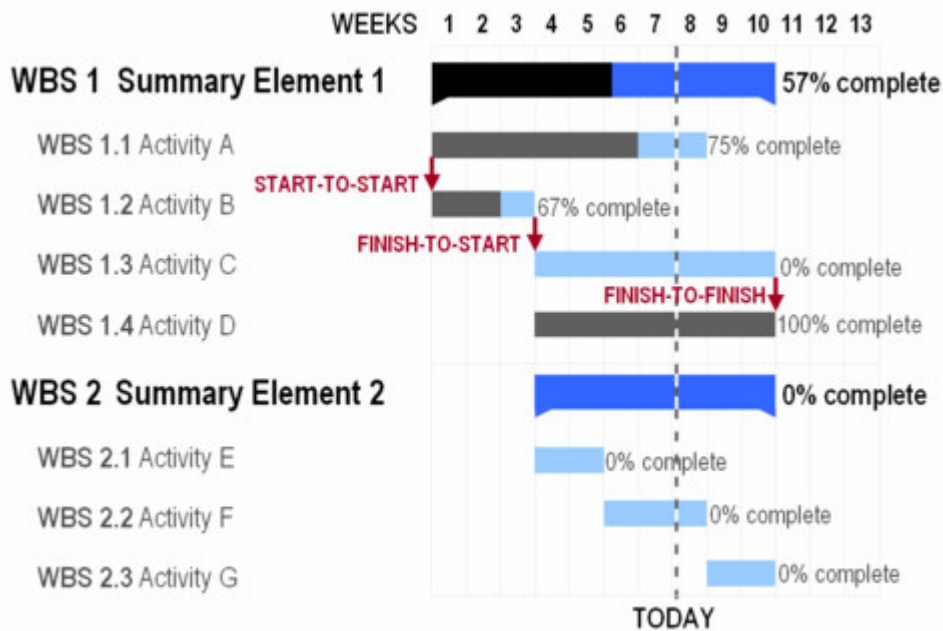 WEEKS 1 2 3 4 5 6 7 8 9 10 11 12 13
WBS 1 Summary Element 1 57% complete
WBS 1.1 Activity A 75% complete
START-TO-START
WBS 1.2 Activity B 67% complete
FINISH-TO-START
WBS 1.3 Activity C 0% complete
FINISH-TO-FINISH
WBS 1.4 Activity D 100% complete
WBS 2 Summary Element 2 0% complete
WBS 2.1 Activity E 0% complete
WBS 2.2 Activity F 0% complete
WBS 2.3 Activity G 0% complete
TODAY